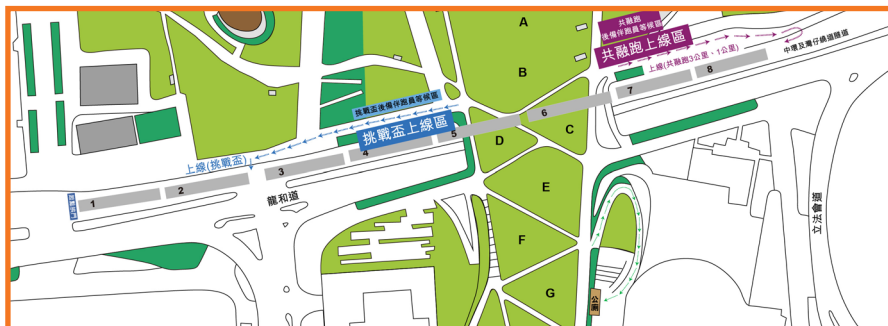 A
B
共融跑
後備伴跑員等候區
共融跑上線區
上線(共融跑3公里、1公里)
中環及灣仔繞道隧道
挑戰盃後備伴跑員等候區
挑戰盃上線區
上線(挑戰盃)
1
2
3
4
5
6
7
8
C
D
E
F
G
龍和道
立法會道
公廁